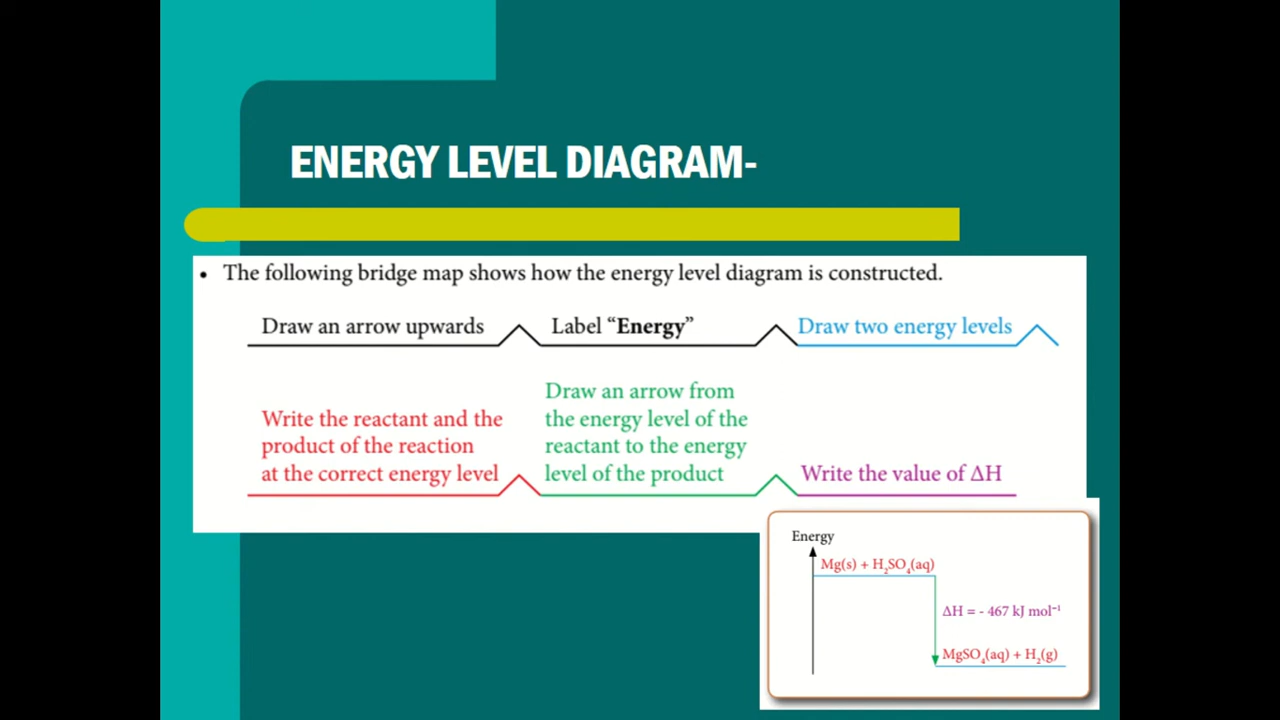 ENERGY LEVEL DIAGRAM-
• The following bridge map shows how the energy level diagram is constructed.
Draw an arrow upwards
Label “Energy”
Draw two energy levels
Write the reactant and the
product of the reaction
at the correct energy level
Draw an arrow from
the energy level of the
reactant to the energy
level of the product
Write the value of ΔH
Energy
Mg(s) + H₂SO₄(aq)
ΔH = - 467 kJ mol⁻¹
MgSO₄(aq) + H₂(g)